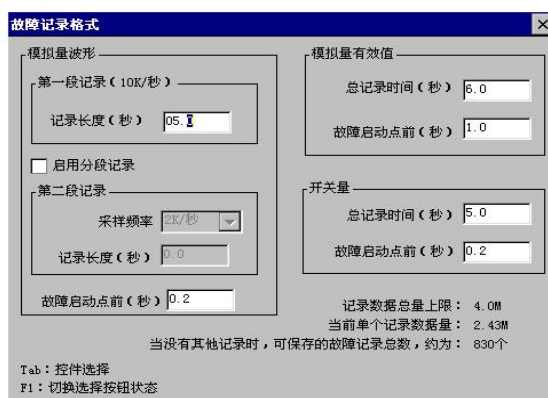 故障记录格式
模拟量波形
第一段记录(10K/秒)
记录长度(秒) 05.0
启用分段记录
第二段记录
采样频率 2K/秒
记录长度(秒) 0.0
故障启动点前(秒) 0.2
模拟量有效值
总记录时间(秒) 6.0
故障启动点前(秒) 1.0
开关量
总记录时间(秒) 5.0
故障启动点前(秒) 0.2
记录数据总量上限: 4.0M
当前单个记录数据量: 2.43M
当没有其他记录时,可保存的故障记录总数,约为: 830个
Tab:控件选择
F1:切换选择按钮状态